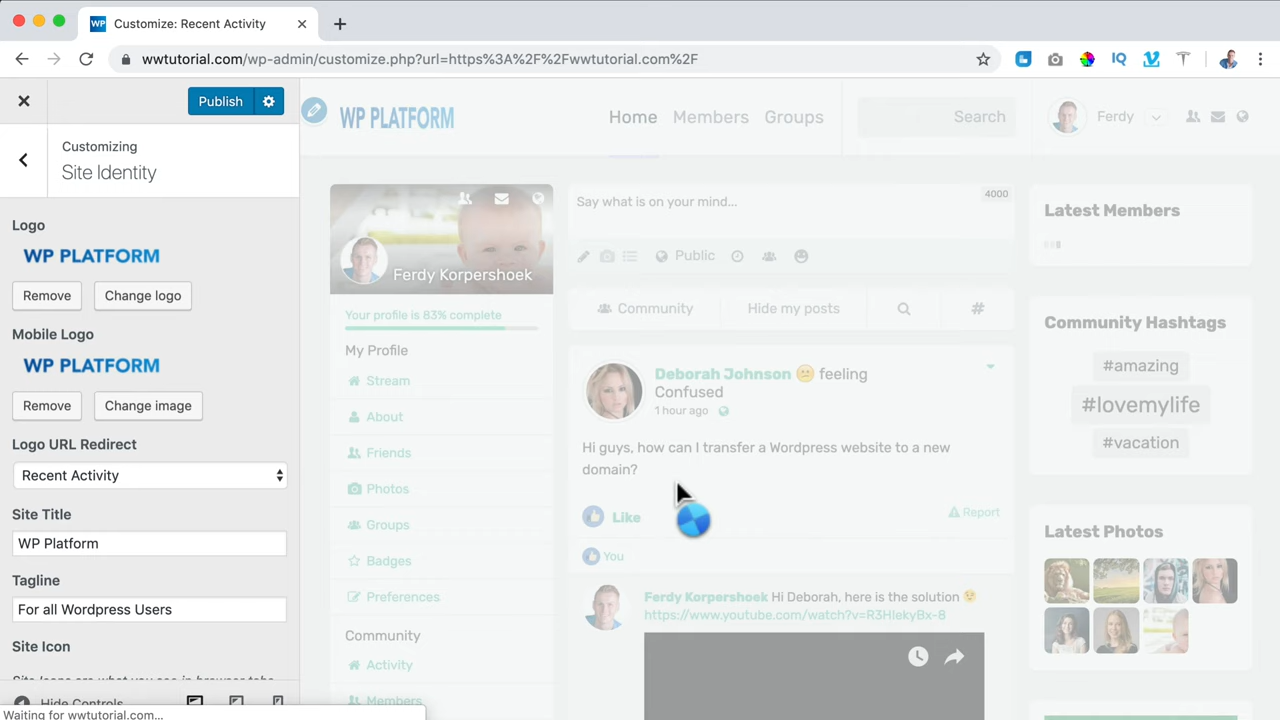 WP
Customize: Recent Activity
wwtutorial.com/wp-admin/customize.php?url=https%3A%2F%2Fwwtutorial.com%2F
IQ
Publish
Customizing
Site Identity
Logo
WP PLATFORM
Remove
Change logo
Mobile Logo
WP PLATFORM
Remove
Change image
Logo URL Redirect
Recent Activity
Site Title
WP Platform
Tagline
For all Wordpress Users
Site Icon
Hide Controls
Waiting for wwtutorial.com...
WP PLATFORM
Home
Members
Groups
Search
Ferdy
Ferdy Korpershoek
Your profile is 83% complete
My Profile
Stream
About
Friends
Photos
Groups
Badges
Preferences
Community
Activity
Members
Say what is on your mind...
4000
Public
Community
Hide my posts
#
Deborah Johnson 😕 feeling
Confused
1 hour ago
Hi guys, how can I transfer a Wordpress website to a new
domain?
Like
Report
You
Ferdy Korpershoek Hi Deborah, here is the solution 😉
https://www.youtube.com/watch?v=R3HlekyBx-8
Latest Members
Community Hashtags
#amazing
#lovemylife
#vacation
Latest Photos